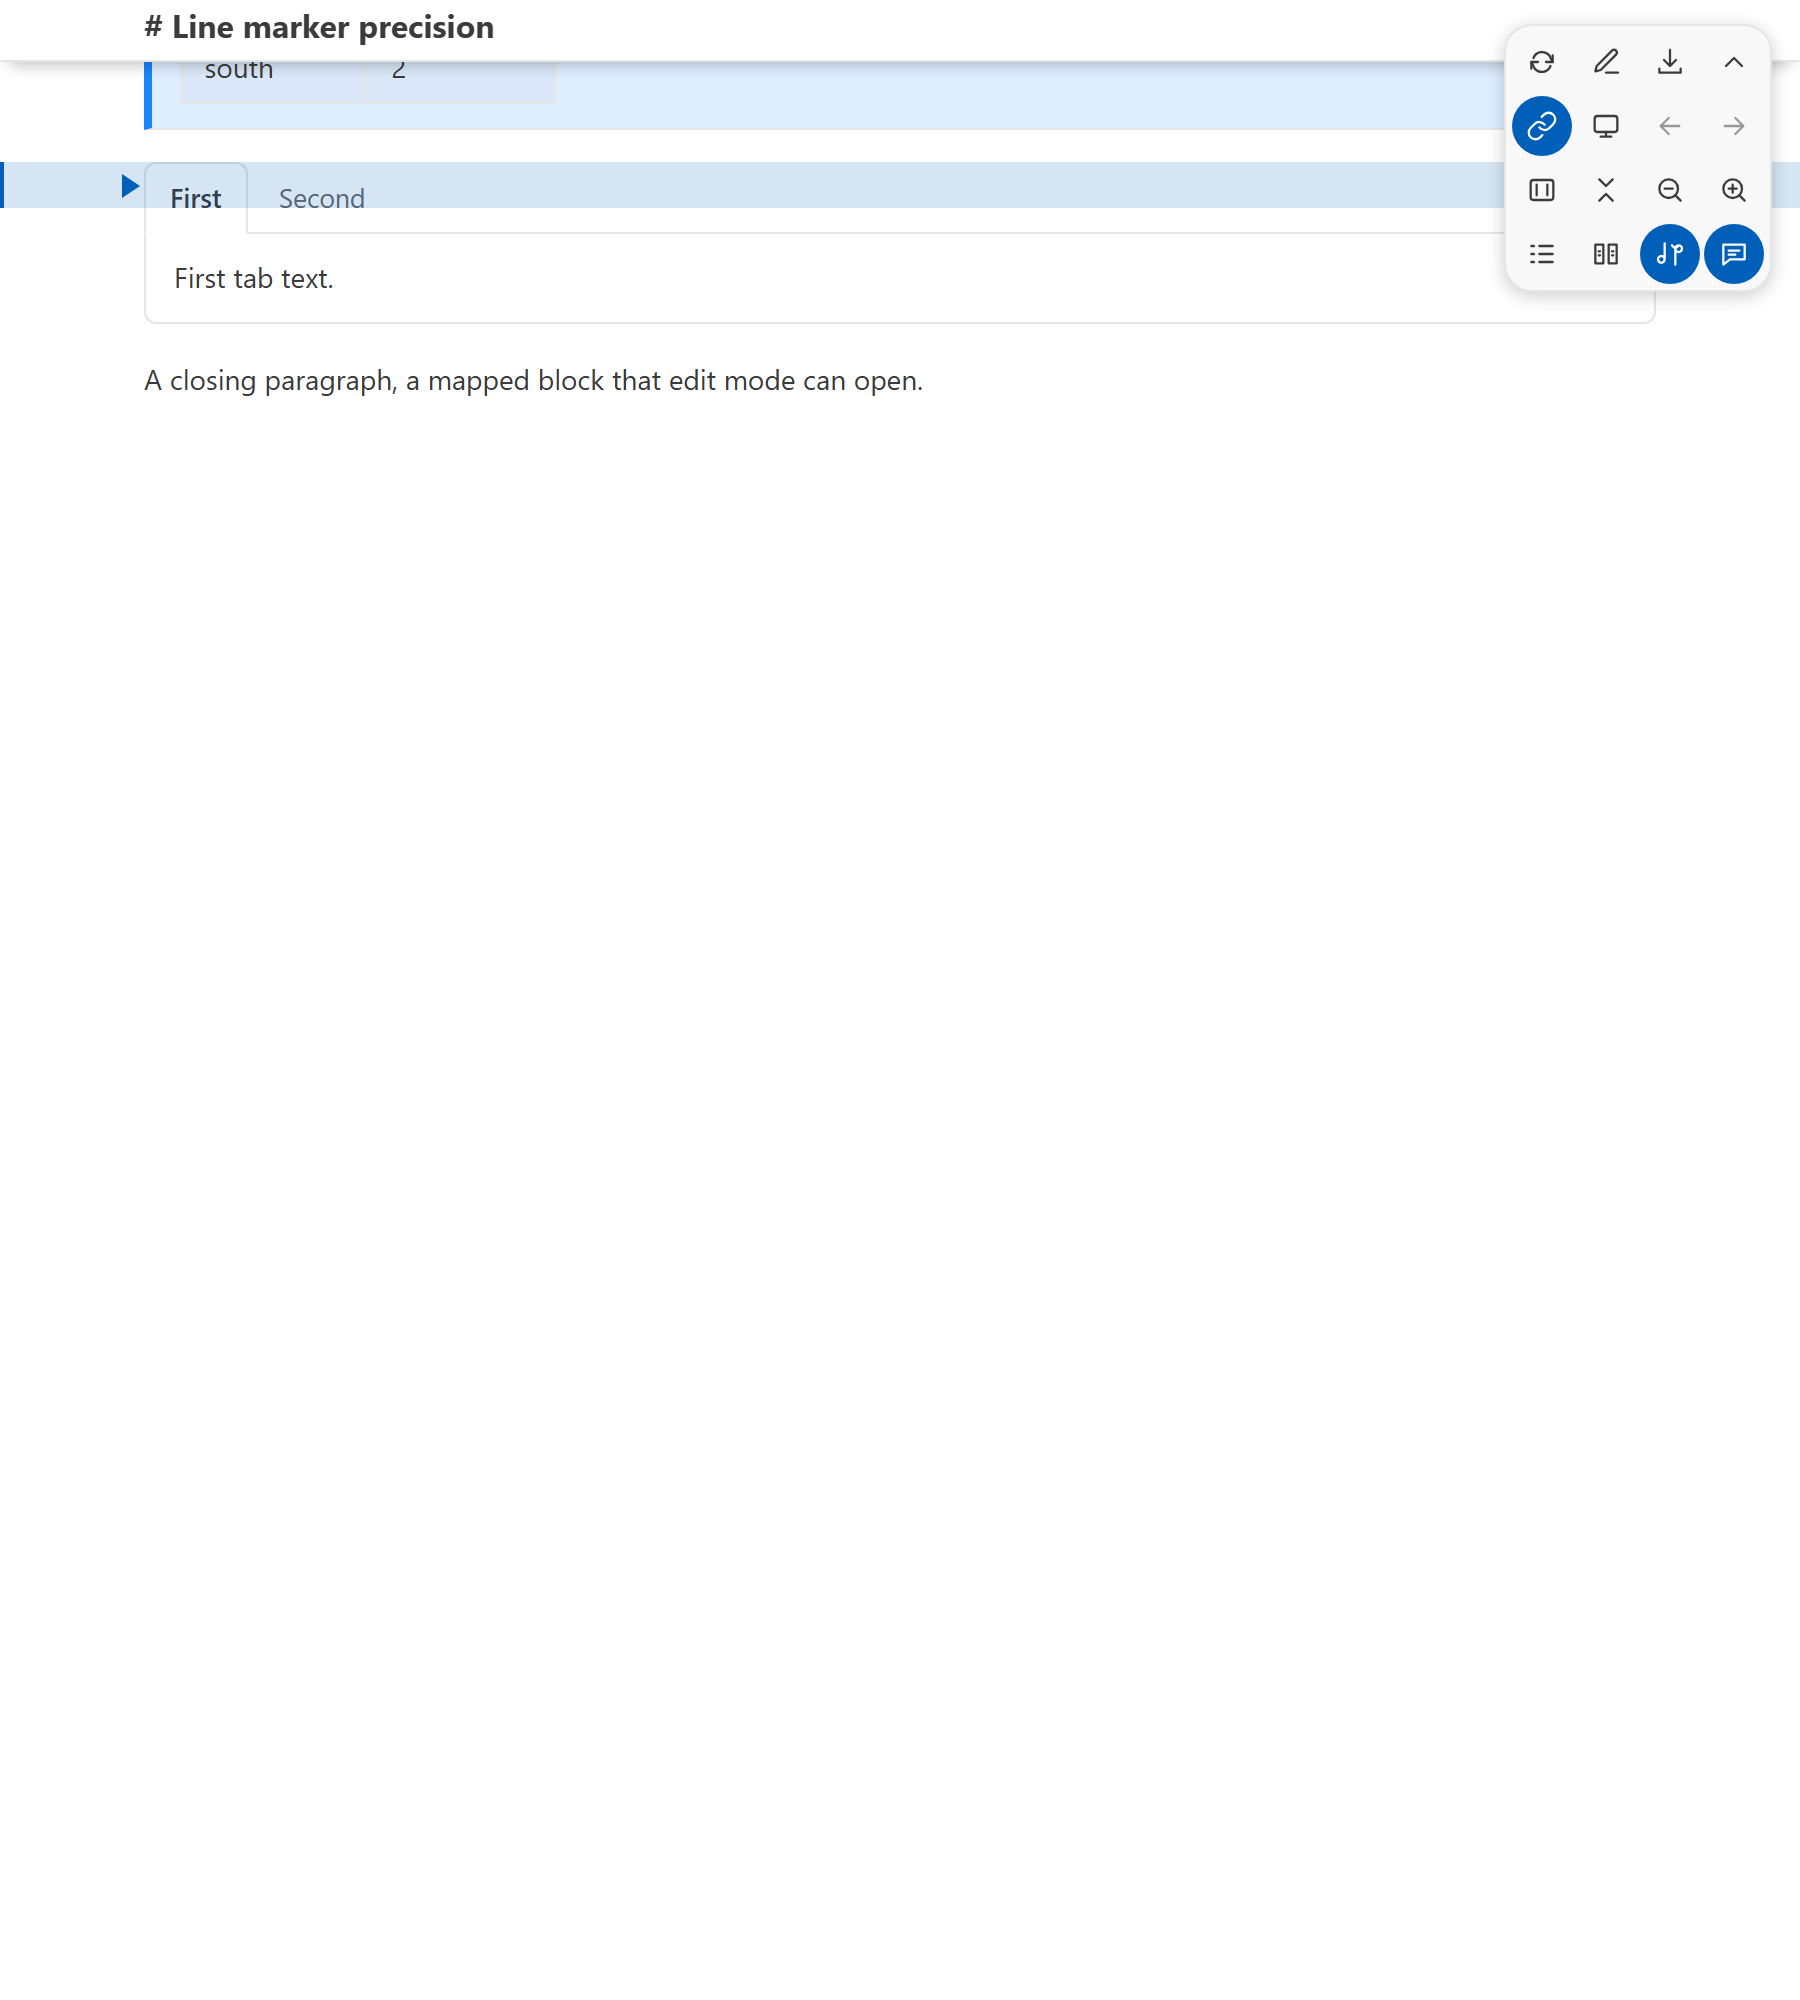 # Line marker precision
south 2
First Second
First tab text.
A closing paragraph, a mapped block that edit mode can open.